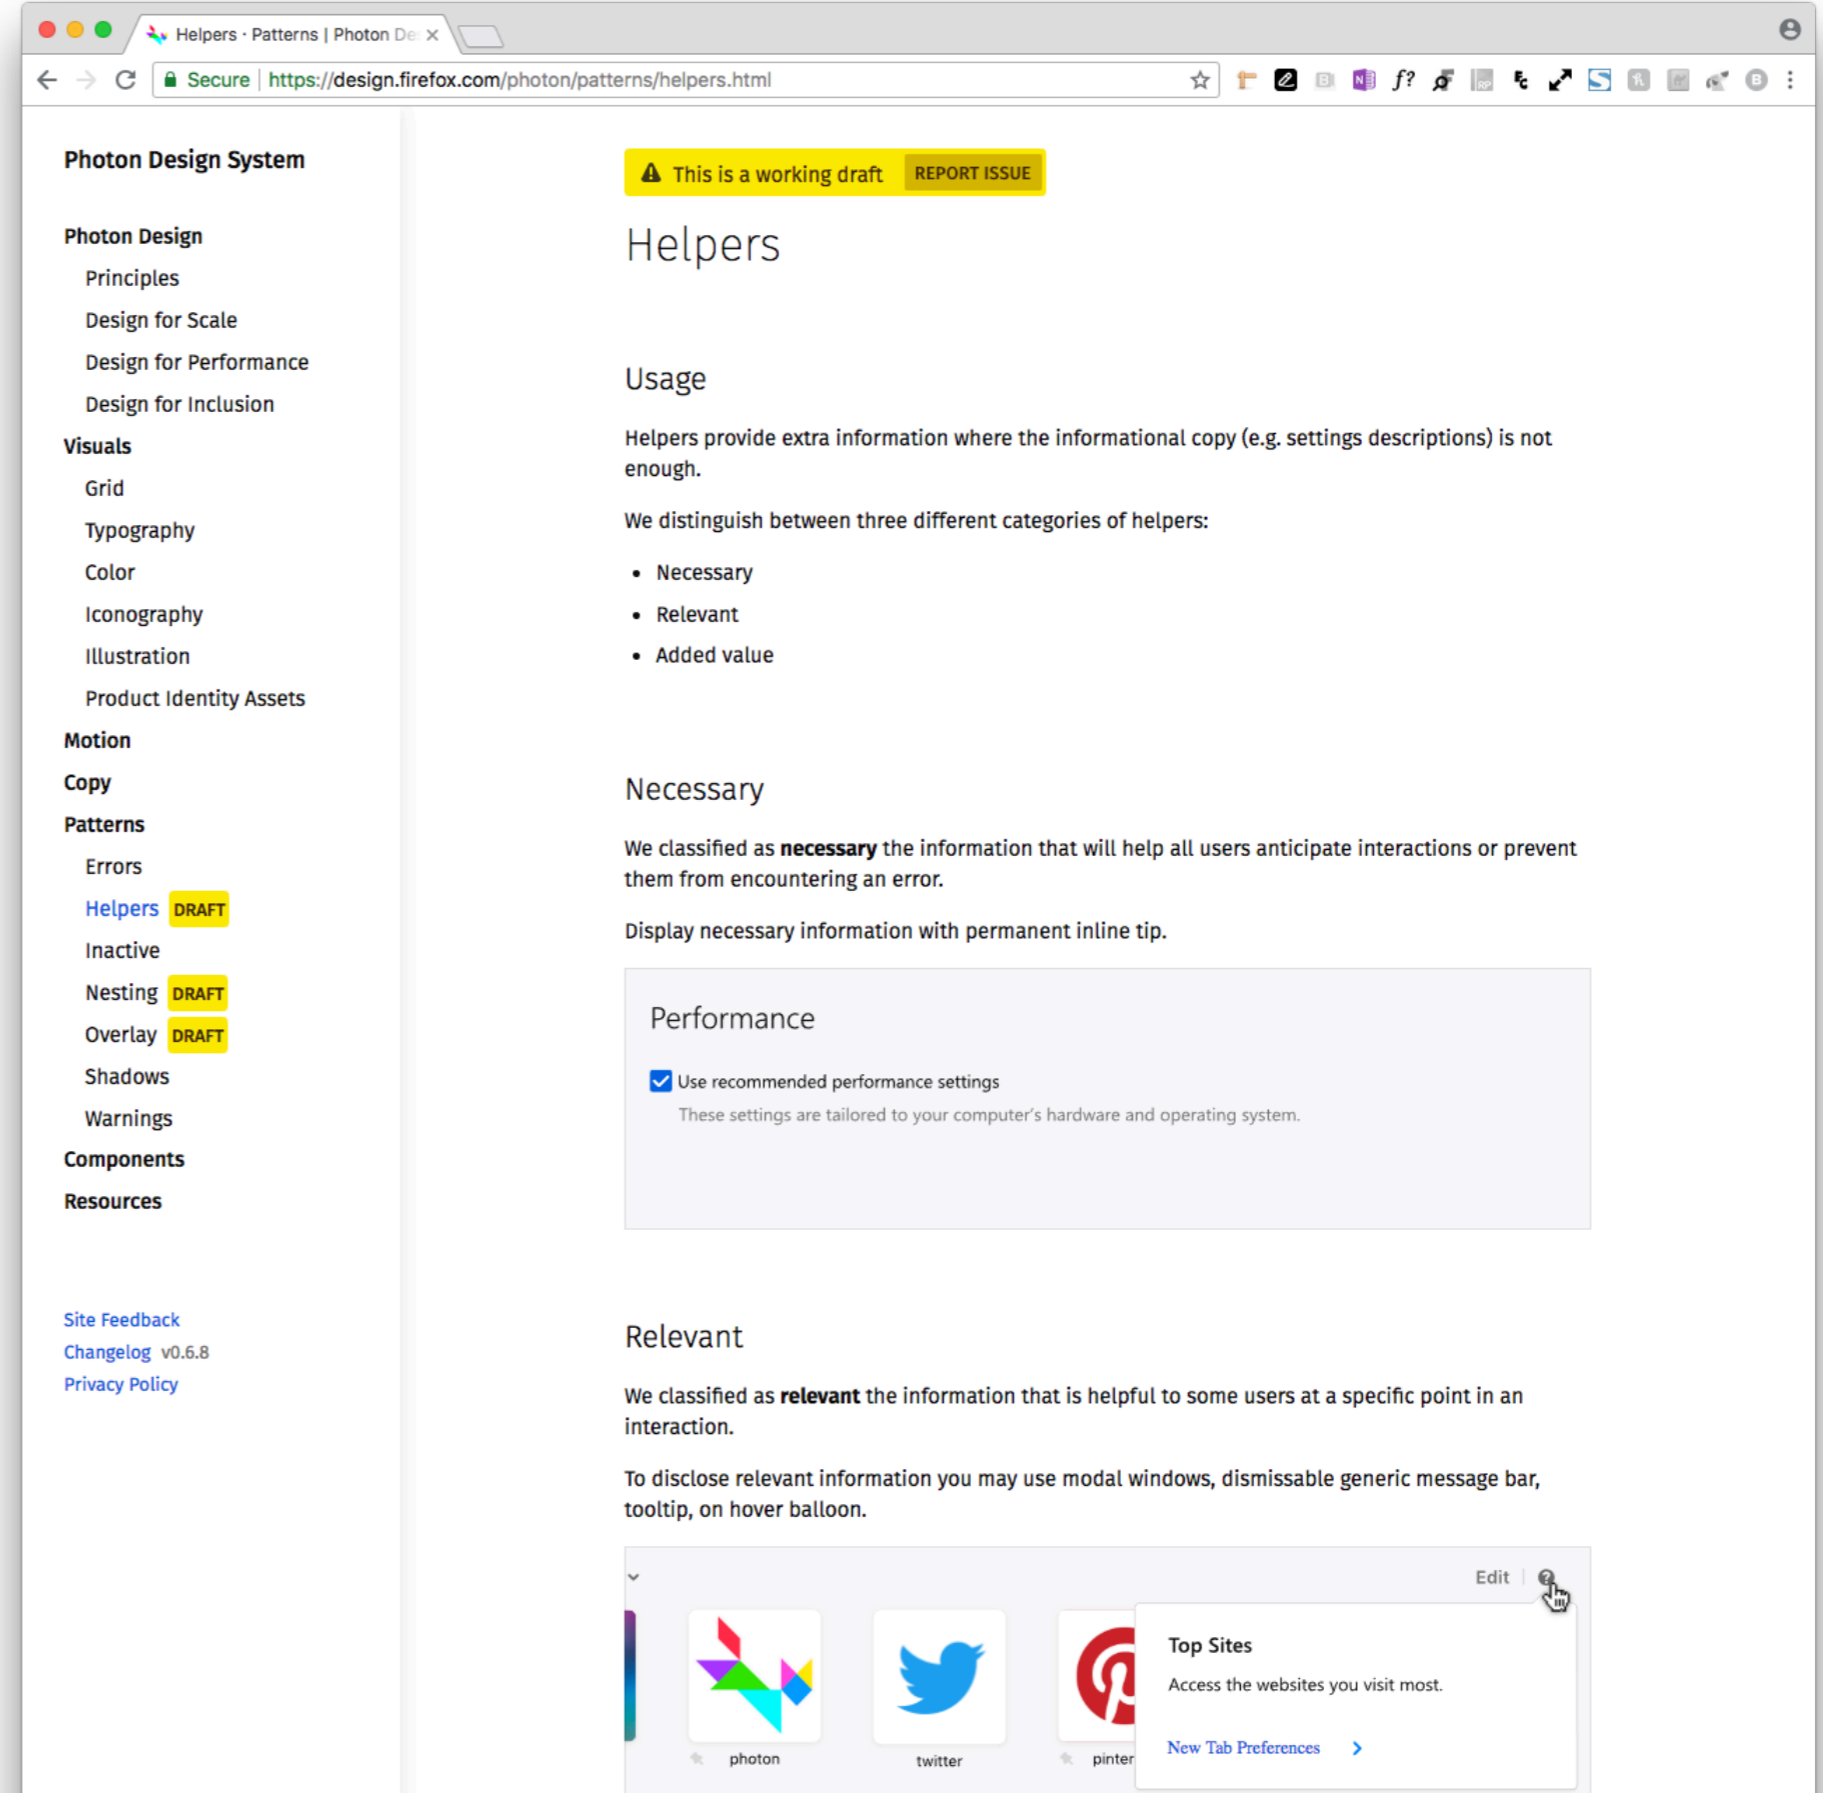 Helpers · Patterns | Photon De
Secure | https://design.firefox.com/photon/patterns/helpers.html
Photon Design System
Photon Design
Principles
Design for Scale
Design for Performance
Design for Inclusion
Visuals
Grid
Typography
Color
Iconography
Illustration
Product Identity Assets
Motion
Copy
Patterns
Errors
Helpers DRAFT
Inactive
Nesting DRAFT
Overlay DRAFT
Shadows
Warnings
Components
Resources
Site Feedback
Changelog v0.6.8
Privacy Policy
This is a working draft REPORT ISSUE
Helpers
Usage
Helpers provide extra information where the informational copy (e.g. settings descriptions) is not
enough.
We distinguish between three different categories of helpers:
• Necessary
• Relevant
• Added value
Necessary
We classified as necessary the information that will help all users anticipate interactions or prevent
them from encountering an error.
Display necessary information with permanent inline tip.
Performance
Use recommended performance settings
These settings are tailored to your computer's hardware and operating system.
Relevant
We classified as relevant the information that is helpful to some users at a specific point in an
interaction.
To disclose relevant information you may use modal windows, dismissable generic message bar,
tooltip, on hover balloon.
Edit
Top Sites
Access the websites you visit most.
New Tab Preferences
photon
twitter
pinter